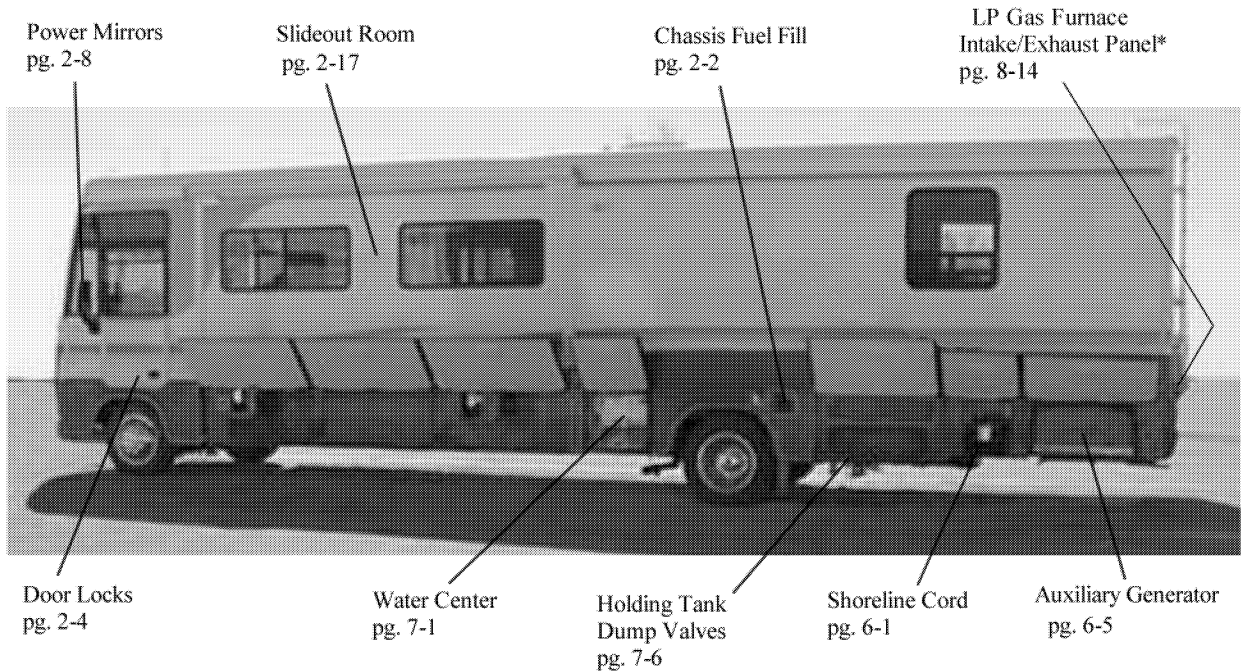 Power Mirrors
pg. 2-8
Slideout Room
pg. 2-17
Chassis Fuel Fill
pg. 2-2
LP Gas Furnace
Intake/Exhaust Panel*
pg. 8-14
Door Locks
pg. 2-4
Water Center
pg. 7-1
Holding Tank
Dump Valves
pg. 7-6
Shoreline Cord
pg. 6-1
Auxiliary Generator
pg. 6-5